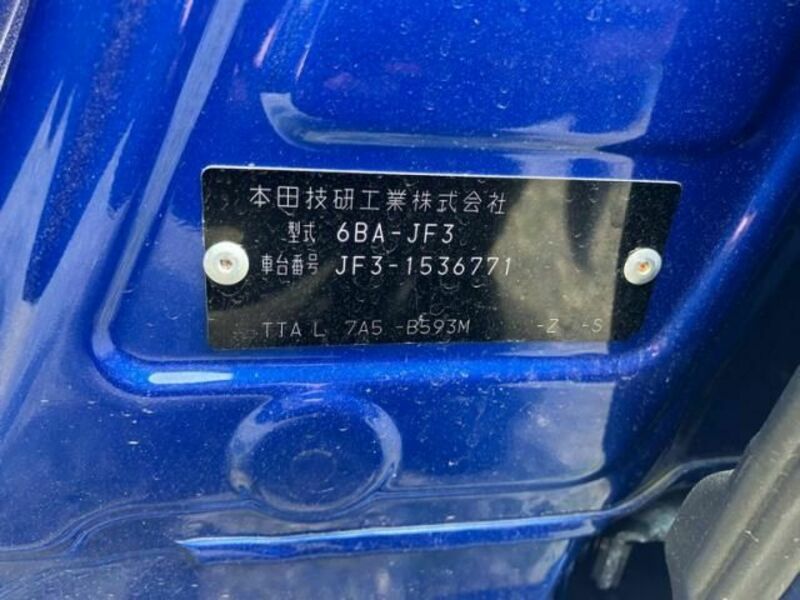 本田技研工業株式会社
型式 6BA-JF3
車台番号 JF3-1536771
TTA L 7A5 -B593M -Z -S